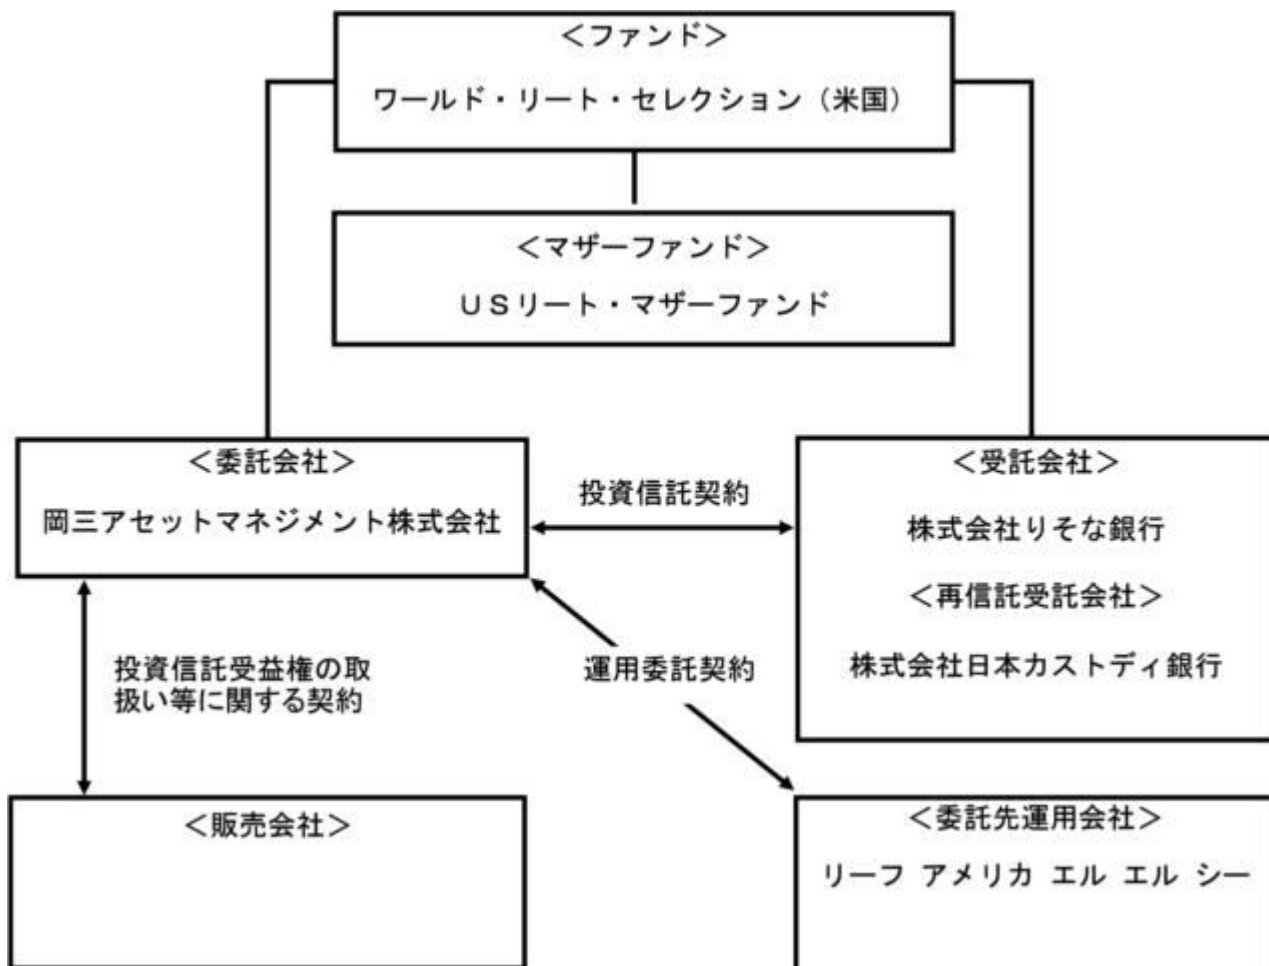 ＜ファンド＞
ワールド・リート・セレクション（米国）
＜マザーファンド＞
ＵＳリート・マザーファンド
＜委託会社＞
岡三アセットマネジメント株式会社
投資信託契約
＜受託会社＞
株式会社りそな銀行
＜再信託受託会社＞
株式会社日本カストディ銀行
投資信託受益権の取
扱い等に関する契約
運用委託契約
＜販売会社＞
＜委託先運用会社＞
リーフ アメリカ エル エル シー